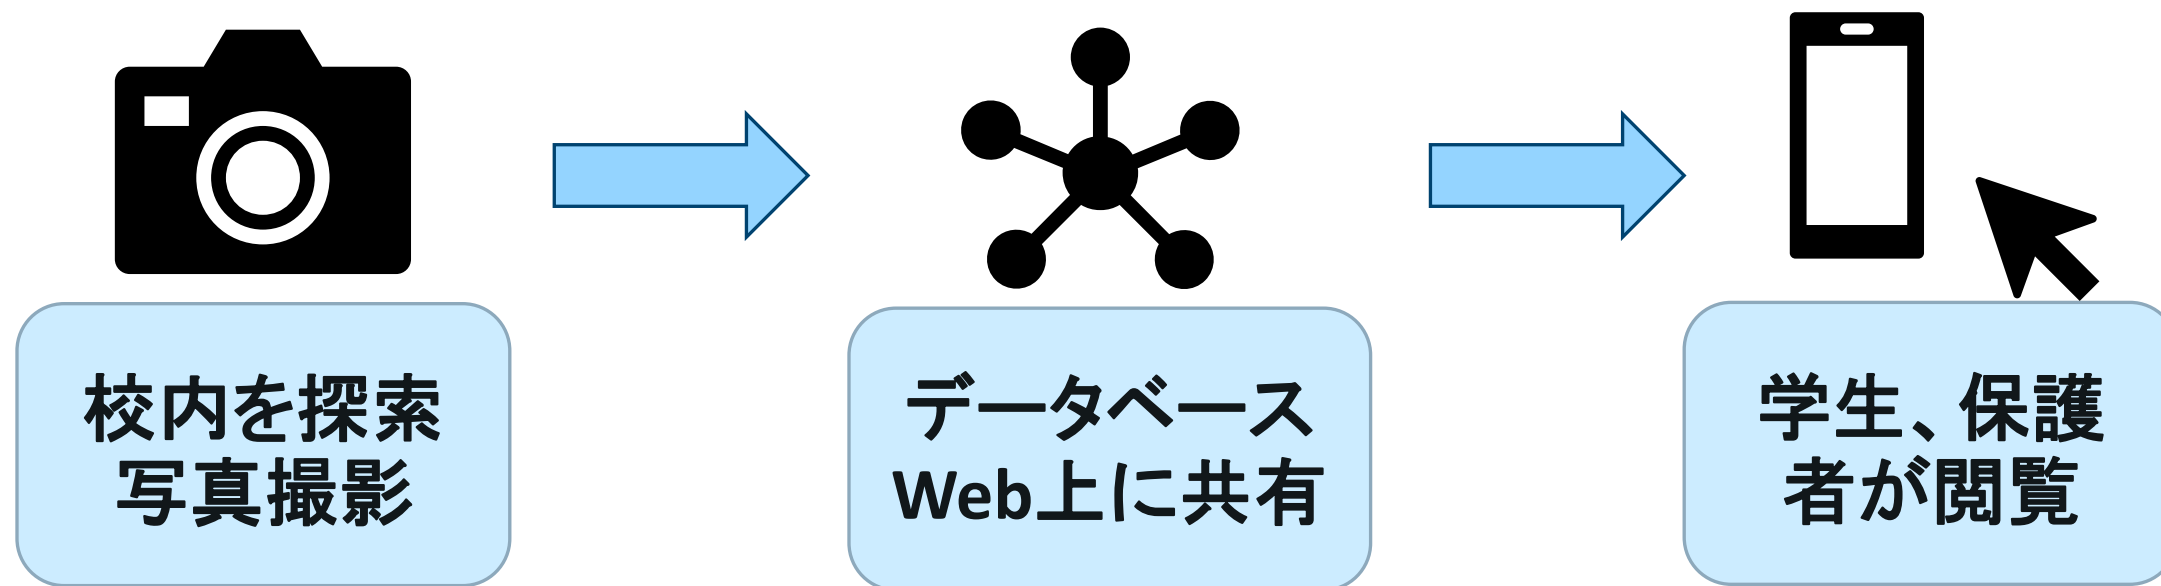 校内を探索
写真撮影
データベース
Web上に共有
学生、保護
者が閲覧